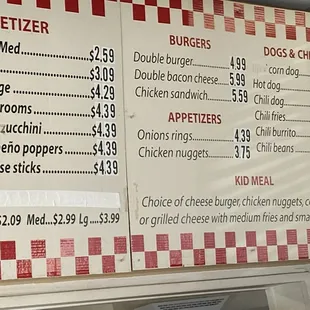 ETIZER
Med............$2.59
............$3.09
ge............$4.29
rooms............$4.39
zucchini............$4.39
eño poppers......$4.39
se sticks............$4.39
$2.09 Med...$2.99 Lg....$3.99
BURGERS
Double burger............4.99
Double bacon cheese....5.99
Chicken sandwich.........5.59
APPETIZERS
Onions rings............4.39
Chicken nuggets.........3.75
DOGS & CH
corn dog
Hot dog
Chili dog
Chili fries
Chili burrito
Chili beans
KID MEAL
Choice of cheese burger, chicken nuggets, c
or grilled cheese with medium fries and sma